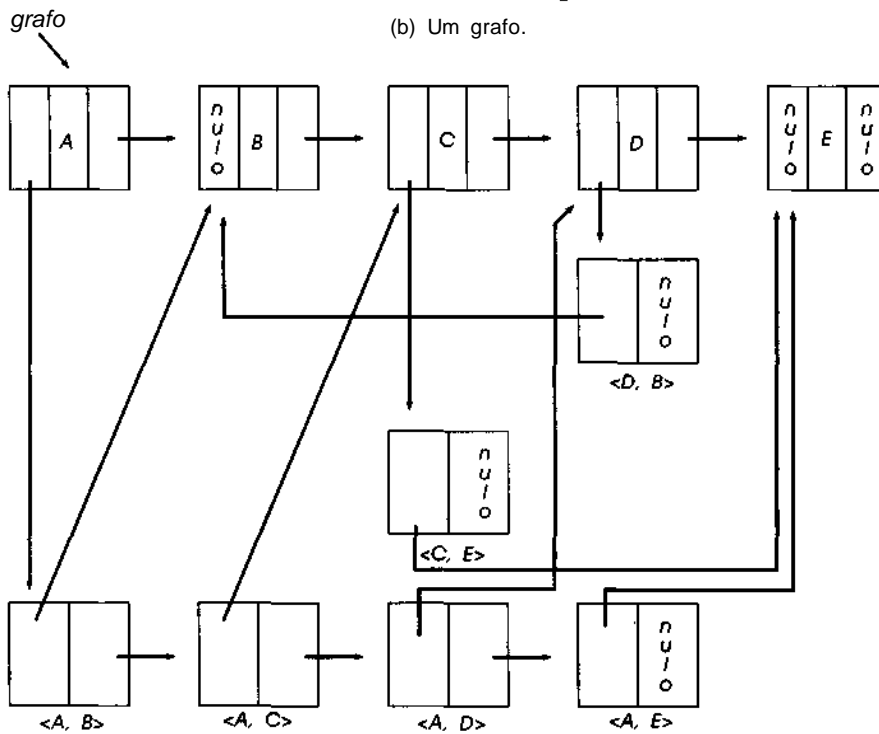 grafo
(b) Um grafo.
A
nulo
B
C
D
nulo
E
nulo
nulo
<D, B>
nulo
<C, E>
nulo
<A, B>
<A, C>
<A, D>
<A, E>